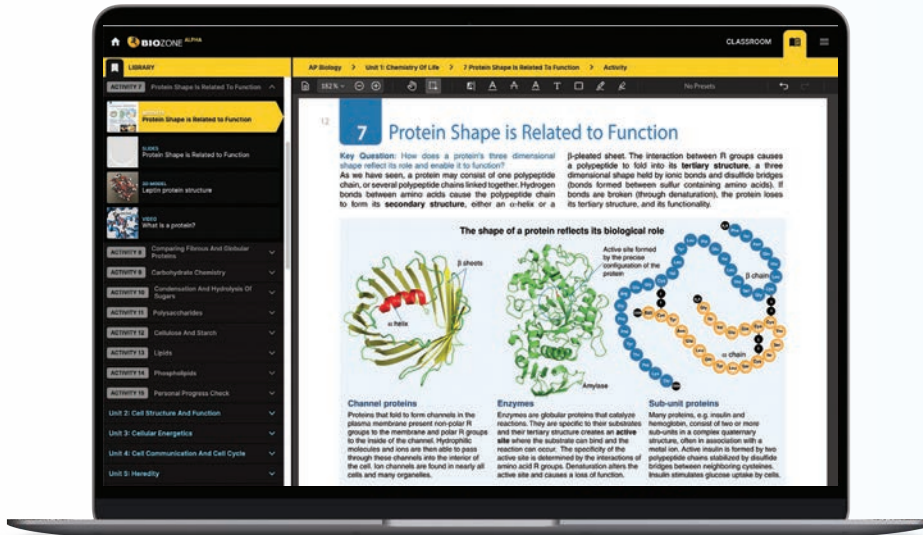 BIOZONE ALPHA
CLASSROOM
LIBRARY
AP Biology > Unit 1: Chemistry Of Life > 7 Protein Shape Is Related To Function > Activity
ACTIVITY 7 Protein Shape Is Related To Function
Protein Shape is Related to Function
SLIDES
Protein Shape is Related to Function
3D MODEL
Leptin protein structure
VIDEO
What is a protein?
ACTIVITY 8 Comparing Fibrous And Globular
Proteins
ACTIVITY 9 Carbohydrate Chemistry
ACTIVITY 10 Condensation And Hydrolysis Of
Sugars
ACTIVITY 11 Polysaccharides
ACTIVITY 12 Cellulose And Starch
ACTIVITY 13 Lipids
ACTIVITY 14 Phospholipids
ACTIVITY 15 Personal Progress Check
Unit 2: Cell Structure And Function
Unit 3: Cellular Energetics
Unit 4: Cell Communication And Cell Cycle
Unit 5: Heredity
182%
No Presets
12
7 Protein Shape is Related to Function
Key Question: How does a protein's three dimensional
shape reflect its role and enable it to function?
As we have seen, a protein may consist of one polypeptide
chain, or several polypeptide chains linked together. Hydrogen
bonds between amino acids cause the polypeptide chain
to form its secondary structure, either an α-helix or a
β-pleated sheet. The interaction between R groups causes
a polypeptide to fold into its tertiary structure, a three
dimensional shape held by ionic bonds and disulfide bridges
(bonds formed between sulfur containing amino acids). If
bonds are broken (through denaturation), the protein loses
its tertiary structure, and its functionality.
The shape of a protein reflects its biological role
β sheets
α helix
Active site formed
by the precise
configuration of the
protein
Amylase
β chain
α chain
Channel proteins
Proteins that fold to form channels in the
plasma membrane present non-polar R
groups to the membrane and polar R groups
to the inside of the channel. Hydrophilic
molecules and ions are then able to pass
through these channels into the interior of
the cell. Ion channels are found in nearly all
cells and many organelles.
Enzymes
Enzymes are globular proteins that catalyze
reactions. They are specific to their substrates
and their tertiary structure creates an active
site where the substrate can bind and the
reaction can occur. The specificity of the
active site is determined by the interactions of
amino acid R groups. Denaturation alters the
active site and causes a loss of function.
Sub-unit proteins
Many proteins, e.g. insulin and
hemoglobin, consist of two or more
sub-units in a complex quaternary
structure, often in association with a
metal ion. Active insulin is formed by two
polypeptide chains stabilized by disulfide
bridges between neighboring cysteines.
Insulin stimulates glucose uptake by cells.